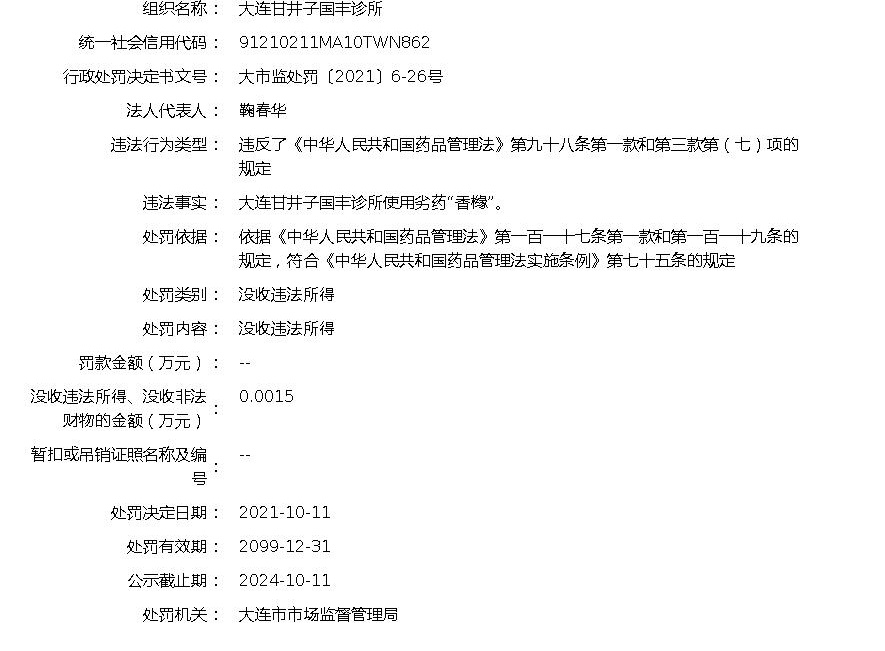 组织名称： 大连甘井子国丰诊所
统一社会信用代码： 91210211MA10TWN862
行政处罚决定书文号： 大市监处罚〔2021〕6-26号
法人代表人： 鞠春华
违法行为类型： 违反了《中华人民共和国药品管理法》第九十八条第一款和第三款第（七）项的
规定
违法事实： 大连甘井子国丰诊所使用劣药“香橼”。
处罚依据： 依据《中华人民共和国药品管理法》第一百一十七条第一款和第一百一十九条的
规定，符合《中华人民共和国药品管理法实施条例》第七十五条的规定
处罚类别： 没收违法所得
处罚内容： 没收违法所得
罚款金额（万元）： --
没收违法所得、没收非法
财物的金额（万元）： 0.0015
暂扣或吊销证照名称及编
号： --
处罚决定日期： 2021-10-11
处罚有效期： 2099-12-31
公示截止期： 2024-10-11
处罚机关： 大连市市场监督管理局